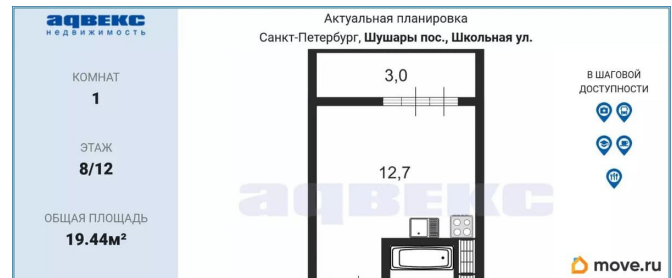 адвекс
недвижимость
КОМНАТ
1
ЭТАЖ
8/12
ОБЩАЯ ПЛОЩАДЬ
19.44м²
Актуальная планировка
Санкт-Петербург, Шушары пос., Школьная ул.
3,0
12,7
адвекс
В ШАГОВОЙ
ДОСТУПНОСТИ
move.ru